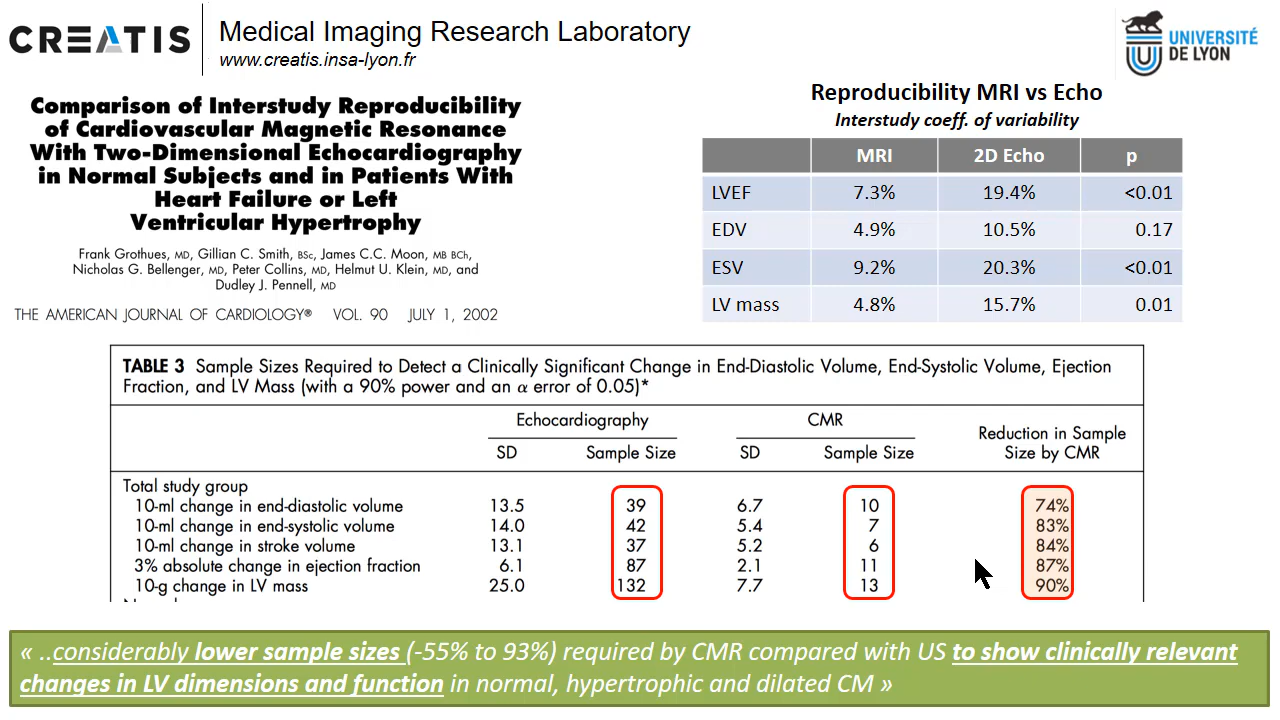 CREATIS
Medical Imaging Research Laboratory
www.creatis.insa-lyon.fr
UNIVERSITÉ
DE LYON
Comparison of Interstudy Reproducibility
of Cardiovascular Magnetic Resonance
With Two-Dimensional Echocardiography
in Normal Subjects and in Patients With
Heart Failure or Left
Ventricular Hypertrophy
Frank Grothues, MD, Gillian C. Smith, BSc, James C.C. Moon, MB BCh,
Nicholas G. Bellenger, MD, Peter Collins, MD, Helmut U. Klein, MD, and
Dudley J. Pennell, MD
THE AMERICAN JOURNAL OF CARDIOLOGY® VOL. 90 JULY 1, 2002
Reproducibility MRI vs Echo
Interstudy coeff. of variability
MRI 2D Echo p
LVEF 7.3% 19.4% <0.01
EDV 4.9% 10.5% 0.17
ESV 9.2% 20.3% <0.01
LV mass 4.8% 15.7% 0.01
TABLE 3 Sample Sizes Required to Detect a Clinically Significant Change in End-Diastolic Volume, End-Systolic Volume, Ejection
Fraction, and LV Mass (with a 90% power and an α error of 0.05)*
Echocardiography CMR
Reduction in Sample
Size by CMR
SD Sample Size SD Sample Size
Total study group
10-ml change in end-diastolic volume 13.5 39 6.7 10 74%
10-ml change in end-systolic volume 14.0 42 5.4 7 83%
10-ml change in stroke volume 13.1 37 5.2 6 84%
3% absolute change in ejection fraction 6.1 87 2.1 11 87%
10-g change in LV mass 25.0 132 7.7 13 90%
« ..considerably lower sample sizes (-55% to 93%) required by CMR compared with US to show clinically relevant
changes in LV dimensions and function in normal, hypertrophic and dilated CM »